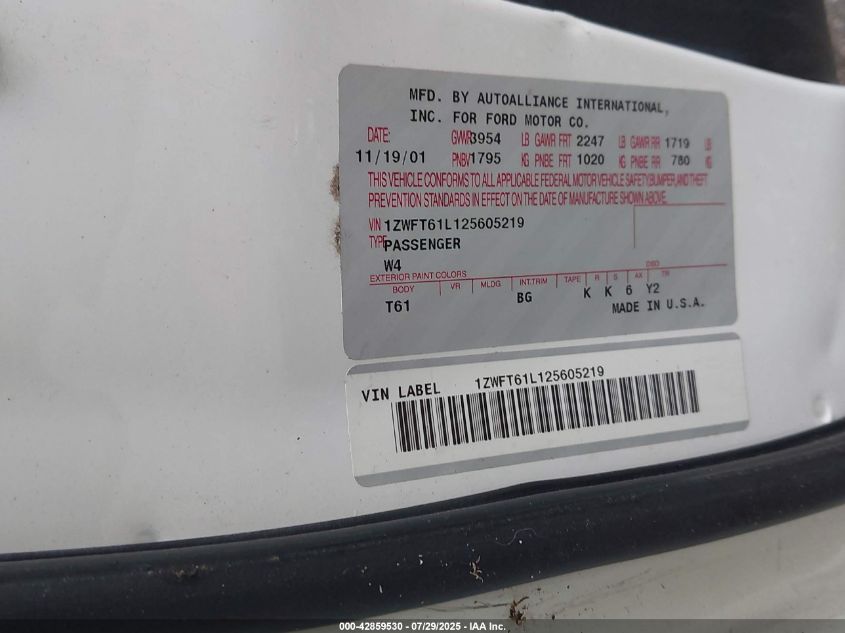 MFD. BY AUTOALLIANCE INTERNATIONAL,
INC. FOR FORD MOTOR CO.
DATE: GVWR 3954 LB GAWR FRT 2247 LB GAWR RR 1719 LB
11/19/01 PNBV 1795 KG PNBE FRT 1020 KG PNBE RR 780 KG
THIS VEHICLE CONFORMS TO ALL APPLICABLE FEDERAL MOTOR VEHICLE SAFETY,BUMPER,AND THEFT
PREVENTION STANDARDS IN EFFECT ON THE DATE OF MANUFACTURE SHOWN ABOVE.
VIN 1ZWFT61L125605219
TYPE PASSENGER
W4 DSO
EXTERIOR PAINT COLORS
BODY VR MLDG INT.TRIM TAPE R S AX TR
T61 BG K K 6 Y2
MADE IN U.S.A.
VIN LABEL 1ZWFT61L125605219
000-42859530 - 07/29/2025 - IAA Inc.